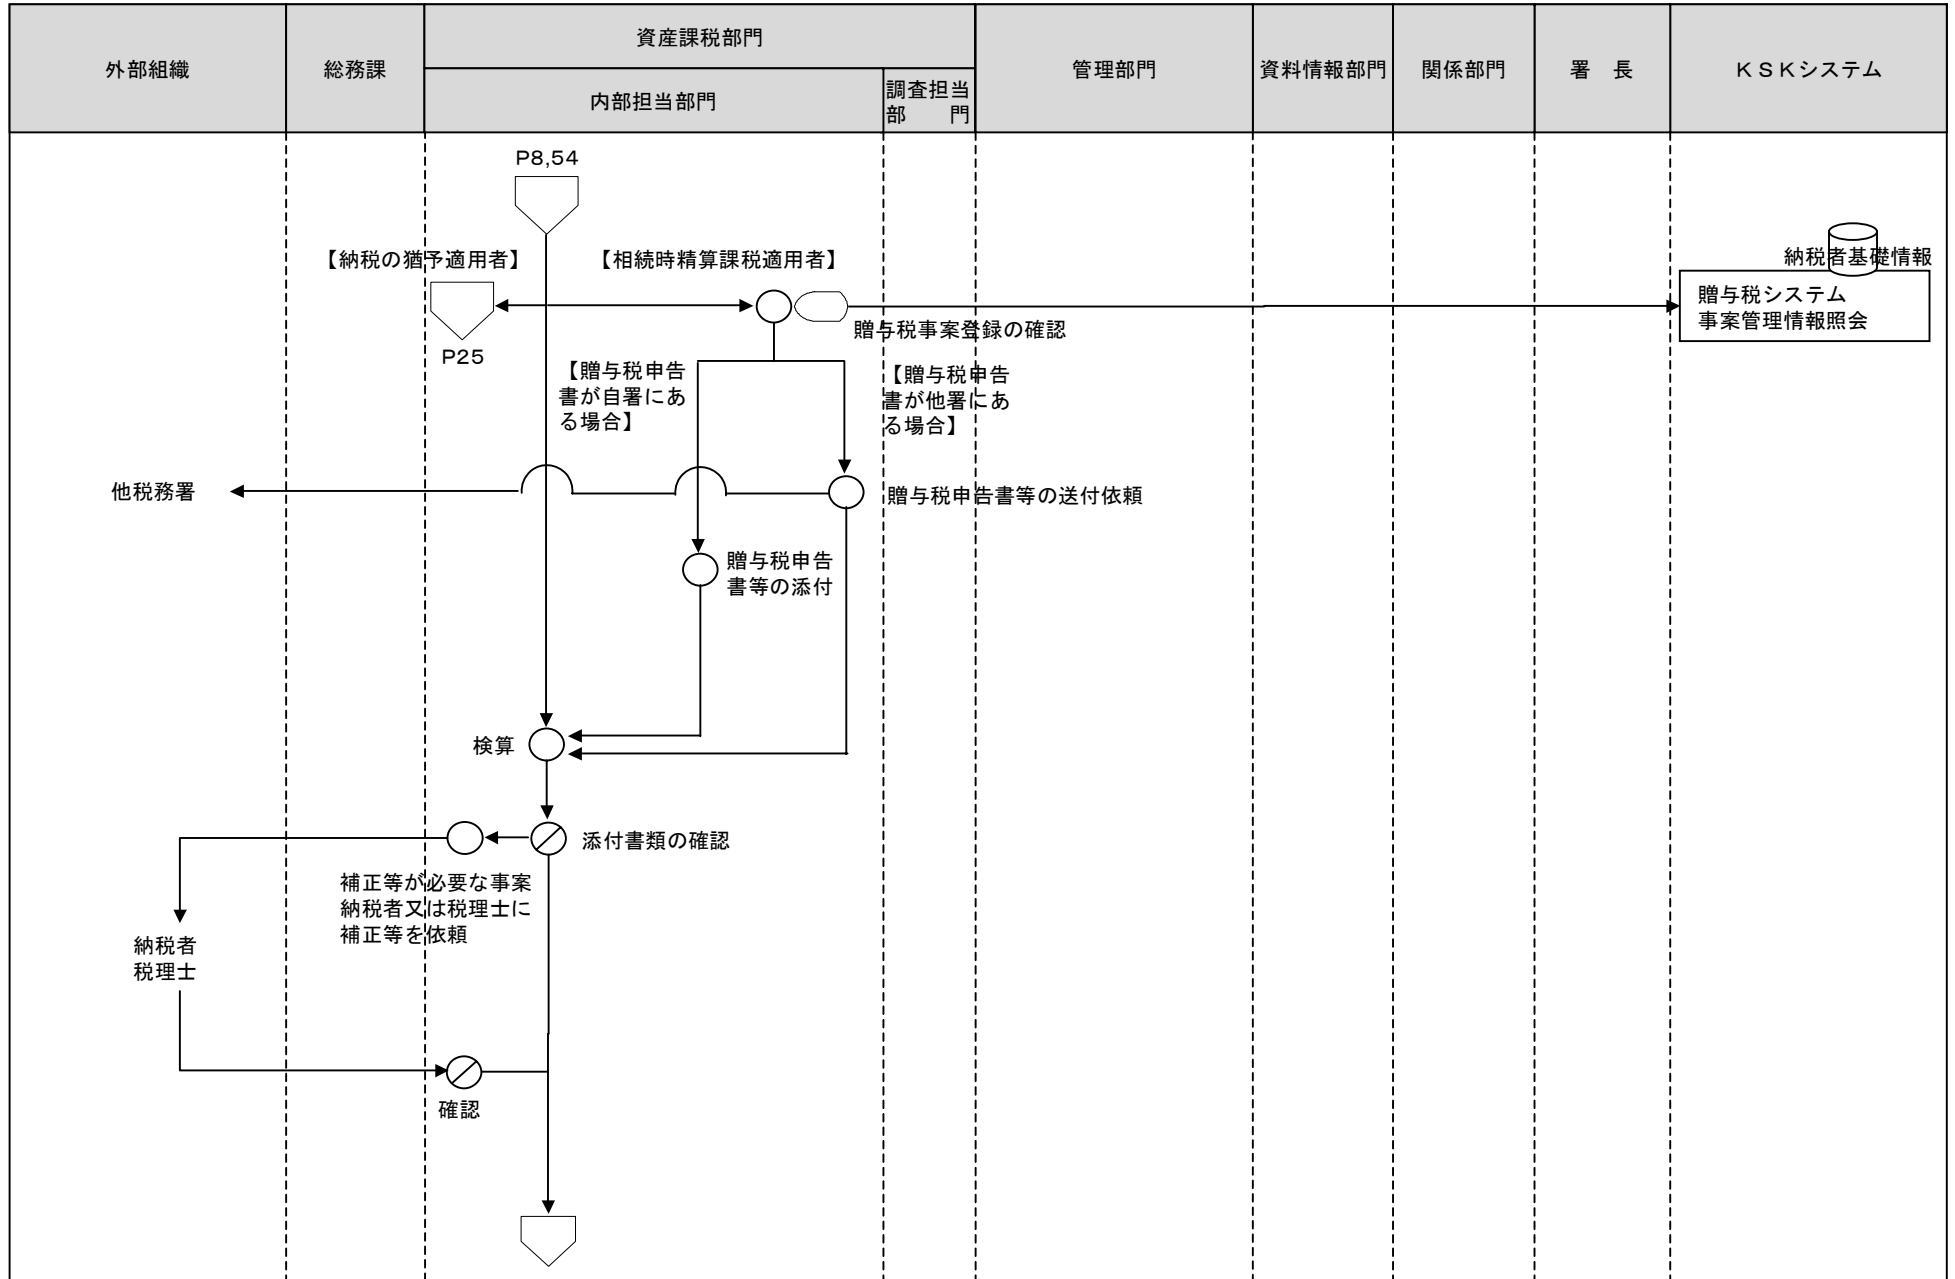 外部組織
総務課
資産課税部門
内部担当部門
調査担当
部　　門
管理部門
資料情報部門
関係部門
署　長
ＫＳＫシステム
P8,54
【納税の猶予適用者】
【相続時精算課税適用者】
納税者基礎情報
贈与税システム
事案管理情報照会
贈与税事案登録の確認
P25
【贈与税申告
書が自署にあ
る場合】
【贈与税申告
書が他署にあ
る場合】
他税務署
贈与税申告書等の送付依頼
贈与税申告
書等の添付
検算
添付書類の確認
補正等が必要な事案
納税者又は税理士に
補正等を依頼
納税者
税理士
確認